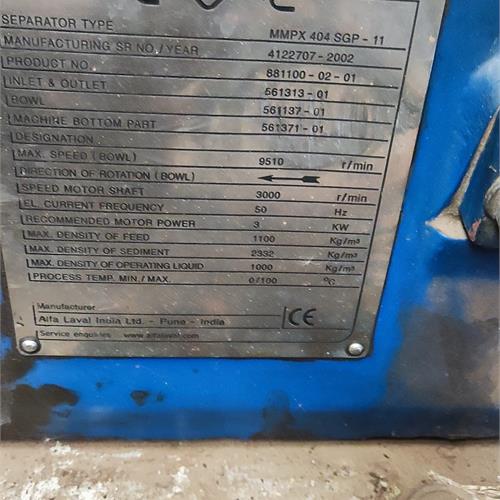 SEPARATOR TYPE MMPX 404 SGP - 11
MANUFACTURING SR NO. / YEAR 4122707 - 2002
PRODUCT NO. 881100 - 02 - 01
INLET & OUTLET 561313 - 01
BOWL 561137 - 01
MACHINE BOTTOM PART 561371 - 01
DESIGNATION
MAX. SPEED (BOWL) 9510 r/min
DIRECTION OF ROTATION (BOWL)
SPEED MOTOR SHAFT 3000 r/min
EL. CURRENT FREQUENCY 50 Hz
RECOMMENDED MOTOR POWER 3 KW
MAX. DENSITY OF FEED 1100 Kg/m³
MAX. DENSITY OF SEDIMENT 2332 Kg/m³
MAX. DENSITY OF OPERATING LIQUID 1000 Kg/m³
PROCESS TEMP. MIN. / MAX. 0/100 °C
Manufacturer
Alfa Laval India Ltd. - Pune - India CE
Service enquiries - www.alfalaval.com